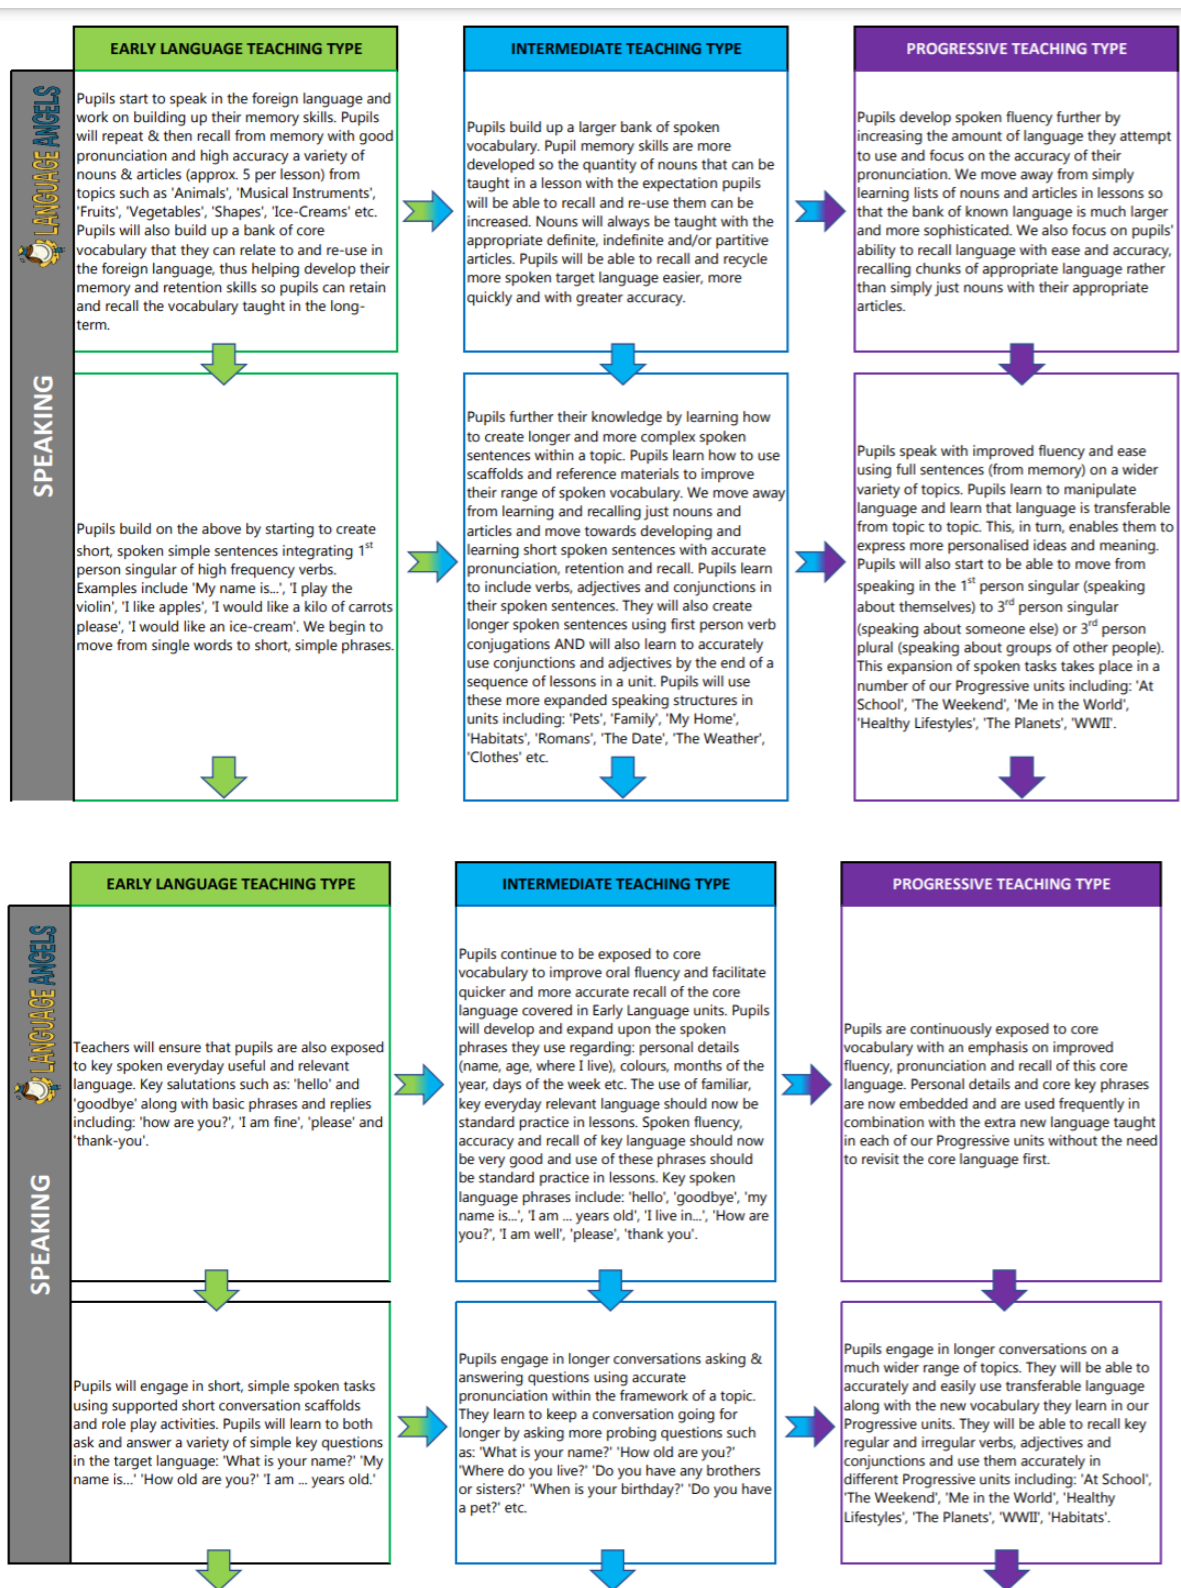 EARLY LANGUAGE TEACHING TYPE
INTERMEDIATE TEACHING TYPE
PROGRESSIVE TEACHING TYPE
LANGUAGE ANGELS
SPEAKING
Pupils start to speak in the foreign language and
work on building up their memory skills. Pupils
will repeat & then recall from memory with good
pronunciation and high accuracy a variety of
nouns & articles (approx. 5 per lesson) from
topics such as 'Animals', 'Musical Instruments',
'Fruits', 'Vegetables', 'Shapes', 'Ice-Creams' etc.
Pupils will also build up a bank of core
vocabulary that they can relate to and re-use in
the foreign language, thus helping develop their
memory and retention skills so pupils can retain
and recall the vocabulary taught in the long-
term.
Pupils build up a larger bank of spoken
vocabulary. Pupil memory skills are more
developed so the quantity of nouns that can be
taught in a lesson with the expectation pupils
will be able to recall and re-use them can be
increased. Nouns will always be taught with the
appropriate definite, indefinite and/or partitive
articles. Pupils will be able to recall and recycle
more spoken target language easier, more
quickly and with greater accuracy.
Pupils develop spoken fluency further by
increasing the amount of language they attempt
to use and focus on the accuracy of their
pronunciation. We move away from simply
learning lists of nouns and articles in lessons so
that the bank of known language is much larger
and more sophisticated. We also focus on pupils'
ability to recall language with ease and accuracy,
recalling chunks of appropriate language rather
than simply just nouns with their appropriate
articles.
Pupils build on the above by starting to create
short, spoken simple sentences integrating 1st
person singular of high frequency verbs.
Examples include 'My name is...', 'I play the
violin', 'I like apples', 'I would like a kilo of carrots
please', 'I would like an ice-cream'. We begin to
move from single words to short, simple phrases.
Pupils further their knowledge by learning how
to create longer and more complex spoken
sentences within a topic. Pupils learn how to use
scaffolds and reference materials to improve
their range of spoken vocabulary. We move away
from learning and recalling just nouns and
articles and move towards developing and
learning short spoken sentences with accurate
pronunciation, retention and recall. Pupils learn
to include verbs, adjectives and conjunctions in
their spoken sentences. They will also create
longer spoken sentences using first person verb
conjugations AND will also learn to accurately
use conjunctions and adjectives by the end of a
sequence of lessons in a unit. Pupils will use
these more expanded speaking structures in
units including: 'Pets', 'Family', 'My Home',
'Habitats', 'Romans', 'The Date', 'The Weather',
'Clothes' etc.
Pupils speak with improved fluency and ease
using full sentences (from memory) on a wider
variety of topics. Pupils learn to manipulate
language and learn that language is transferable
from topic to topic. This, in turn, enables them to
express more personalised ideas and meaning.
Pupils will also start to be able to move from
speaking in the 1st person singular (speaking
about themselves) to 3rd person singular
(speaking about someone else) or 3rd person
plural (speaking about groups of other people).
This expansion of spoken tasks takes place in a
number of our Progressive units including: 'At
School', 'The Weekend', 'Me in the World',
'Healthy Lifestyles', 'The Planets', 'WWII'.
EARLY LANGUAGE TEACHING TYPE
INTERMEDIATE TEACHING TYPE
PROGRESSIVE TEACHING TYPE
LANGUAGE ANGELS
SPEAKING
Teachers will ensure that pupils are also exposed
to key spoken everyday useful and relevant
language. Key salutations such as: 'hello' and
'goodbye' along with basic phrases and replies
including: 'how are you?', 'I am fine', 'please' and
'thank-you'.
Pupils continue to be exposed to core
vocabulary to improve oral fluency and facilitate
quicker and more accurate recall of the core
language covered in Early Language units. Pupils
will develop and expand upon the spoken
phrases they use regarding: personal details
(name, age, where I live), colours, months of the
year, days of the week etc. The use of familiar,
key everyday relevant language should now be
standard practice in lessons. Spoken fluency,
accuracy and recall of key language should now
be very good and use of these phrases should
be standard practice in lessons. Key spoken
language phrases include: 'hello', 'goodbye', 'my
name is...', 'I am ... years old', 'I live in...', 'How are
you?', 'I am well', 'please', 'thank you'.
Pupils are continuously exposed to core
vocabulary with an emphasis on improved
fluency, pronunciation and recall of this core
language. Personal details and core key phrases
are now embedded and are used frequently in
combination with the extra new language taught
in each of our Progressive units without the need
to revisit the core language first.
Pupils will engage in short, simple spoken tasks
using supported short conversation scaffolds
and role play activities. Pupils will learn to both
ask and answer a variety of simple key questions
in the target language: 'What is your name?' 'My
name is...' 'How old are you?' 'I am ... years old.'
Pupils engage in longer conversations asking &
answering questions using accurate
pronunciation within the framework of a topic.
They learn to keep a conversation going for
longer by asking more probing questions such
as: 'What is your name?' 'How old are you?'
'Where do you live?' 'Do you have any brothers
or sisters?' 'When is your birthday?' 'Do you have
a pet?' etc.
Pupils engage in longer conversations on a
much wider range of topics. They will be able to
accurately and easily use transferable language
along with the new vocabulary they learn in our
Progressive units. They will be able to recall key
regular and irregular verbs, adjectives and
conjunctions and use them accurately in
different Progressive units including: 'At School',
'The Weekend', 'Me in the World', 'Healthy
Lifestyles', 'The Planets', 'WWII', 'Habitats'.